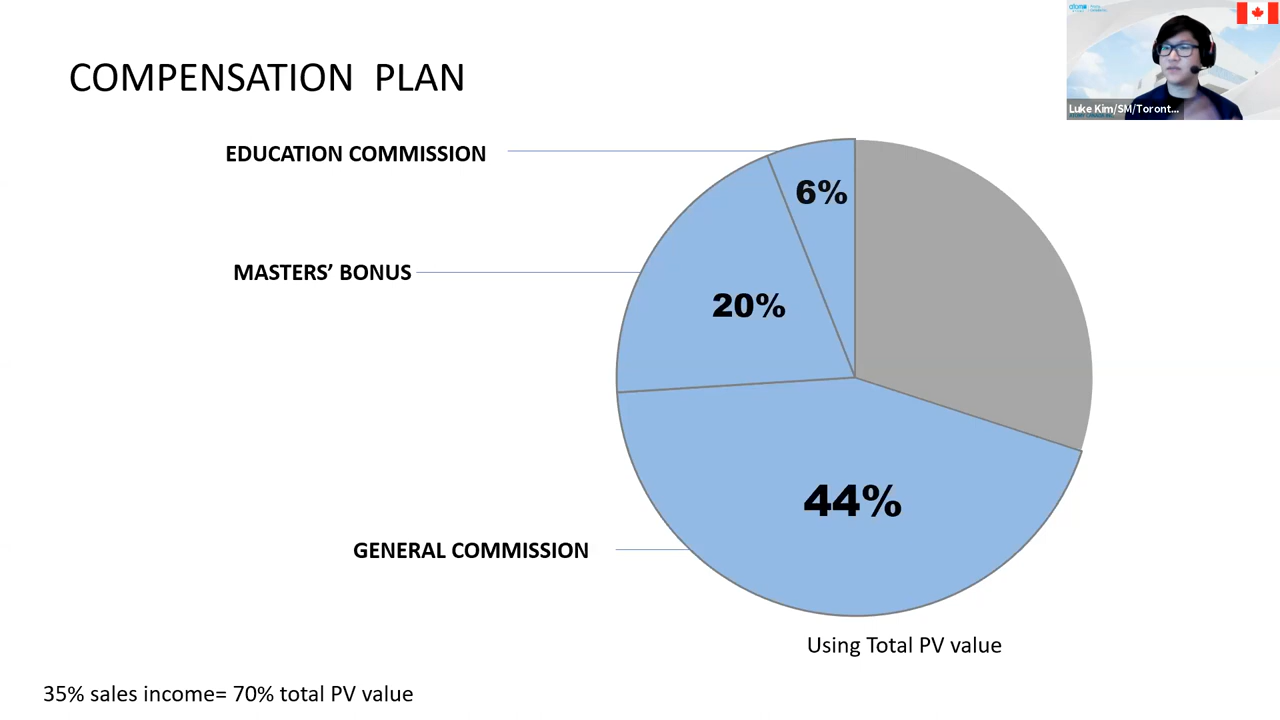 COMPENSATION PLAN
Luke Kim/SM/Toront...
EDUCATION COMMISSION
6%
MASTERS’ BONUS
20%
44%
GENERAL COMMISSION
Using Total PV value
35% sales income= 70% total PV value